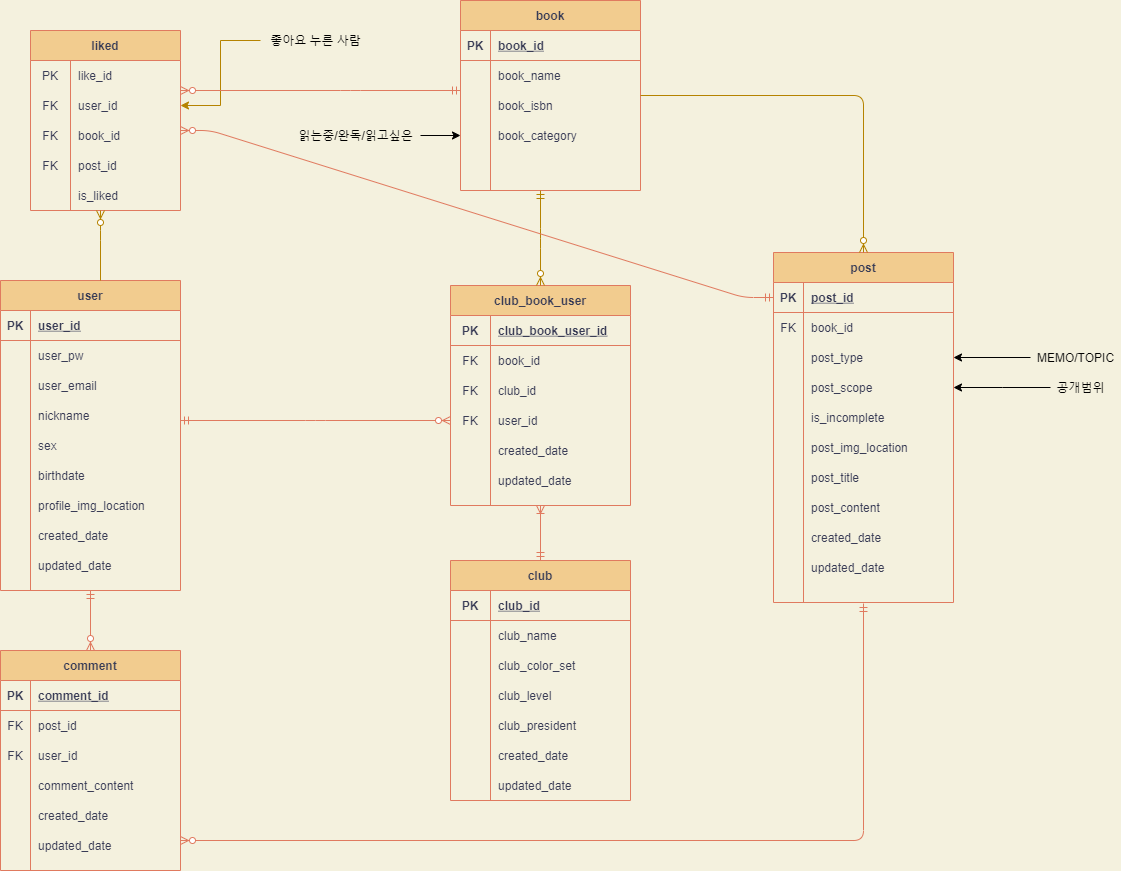 liked
PK like_id
FK user_id
FK book_id
FK post_id
is_liked
좋아요 누른 사람
book
PK book_id
book_name
book_isbn
book_category
읽는중/완독/읽고싶은
user
PK user_id
user_pw
user_email
nickname
sex
birthdate
profile_img_location
created_date
updated_date
club_book_user
PK club_book_user_id
FK book_id
FK club_id
FK user_id
created_date
updated_date
post
PK post_id
FK book_id
post_type
post_scope
is_incomplete
post_img_location
post_title
post_content
created_date
updated_date
MEMO/TOPIC
공개범위
club
PK club_id
club_name
club_color_set
club_level
club_president
created_date
updated_date
comment
PK comment_id
FK post_id
FK user_id
comment_content
created_date
updated_date